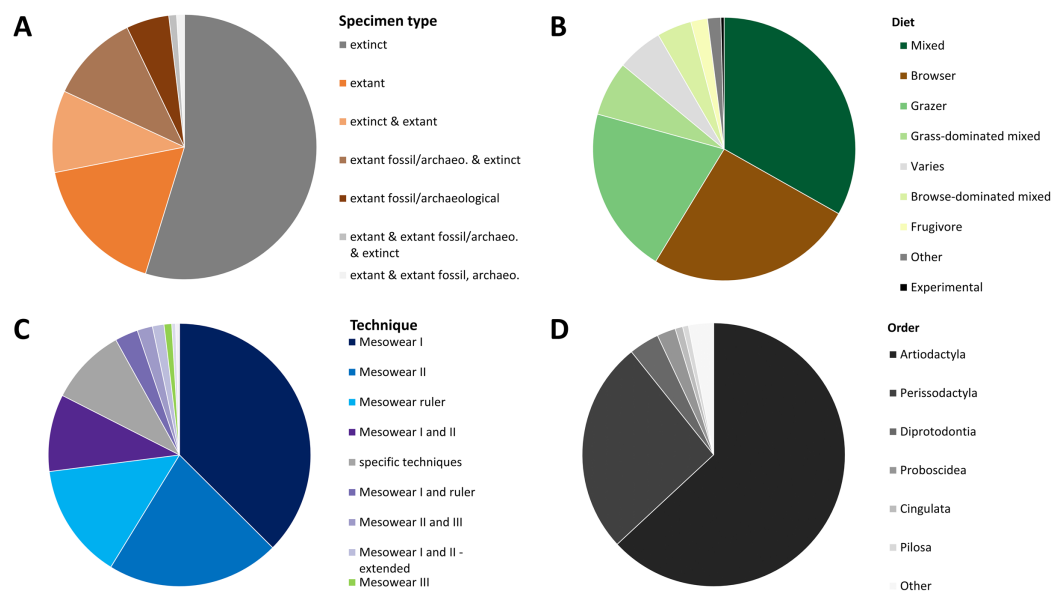 A
Specimen type
extinct
extant
extinct & extant
extant fossil/archaeo. & extinct
extant fossil/archaeological
extant & extant fossil/archaeo.
& extinct
extant & extant fossil, archaeo.
B
Diet
Mixed
Browser
Grazer
Grass-dominated mixed
Varies
Browse-dominated mixed
Frugivore
Other
Experimental
C
Technique
Mesowear I
Mesowear II
Mesowear ruler
Mesowear I and II
specific techniques
Mesowear I and ruler
Mesowear II and III
Mesowear I and II -
extended
Mesowear III
D
Order
Artiodactyla
Perissodactyla
Diprotodontia
Proboscidea
Cingulata
Pilosa
Other